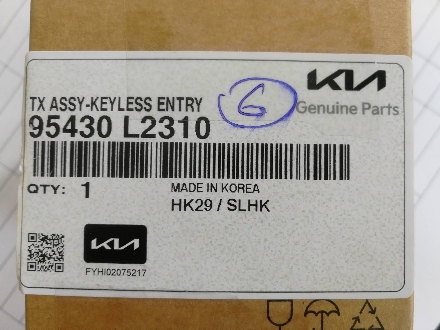 KIA
Genuine Parts
TX ASSY-KEYLESS ENTRY
6
95430 L2310
QTY: 1
MADE IN KOREA
HK29 / SLHK
KIA
FYHI02075217